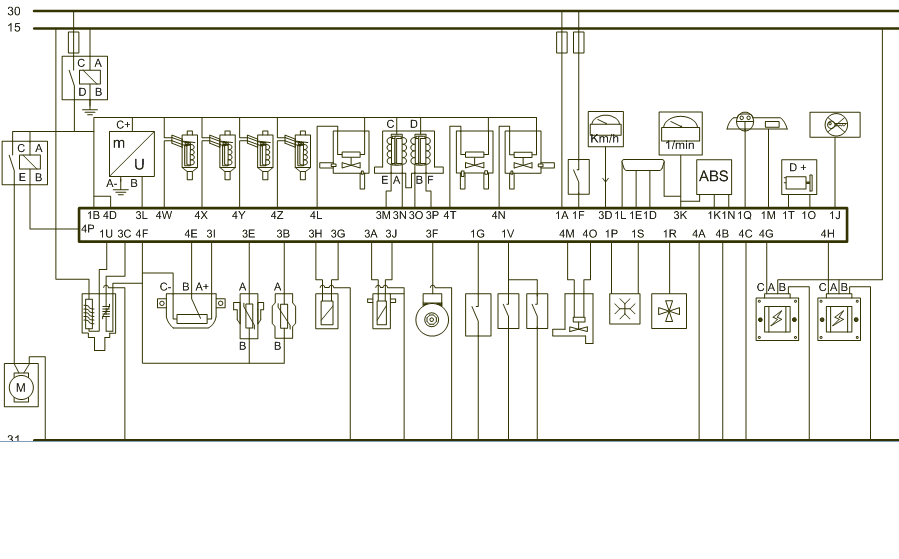 30
15
C A
D B
C A
E B
C+
m
U
A- B
C D
E A B F
Km/h
1/min
ABS
D +
1B 4D 3L 4W 4X 4Y 4Z 4L 3M 3N 3O 3P 4T 4N 1A 1F 3D 1L 1E 1D 3K 1K 1N 1Q 1M 1T 1O 1J
4P
1U 3C 4F 4E 3I 3E 3B 3H 3G 3A 3J 3F 1G 1V 4M 4O 1P 1S 1R 4A 4B 4C 4G 4H
C- B A+ A A C A B C A B
B B
M
31